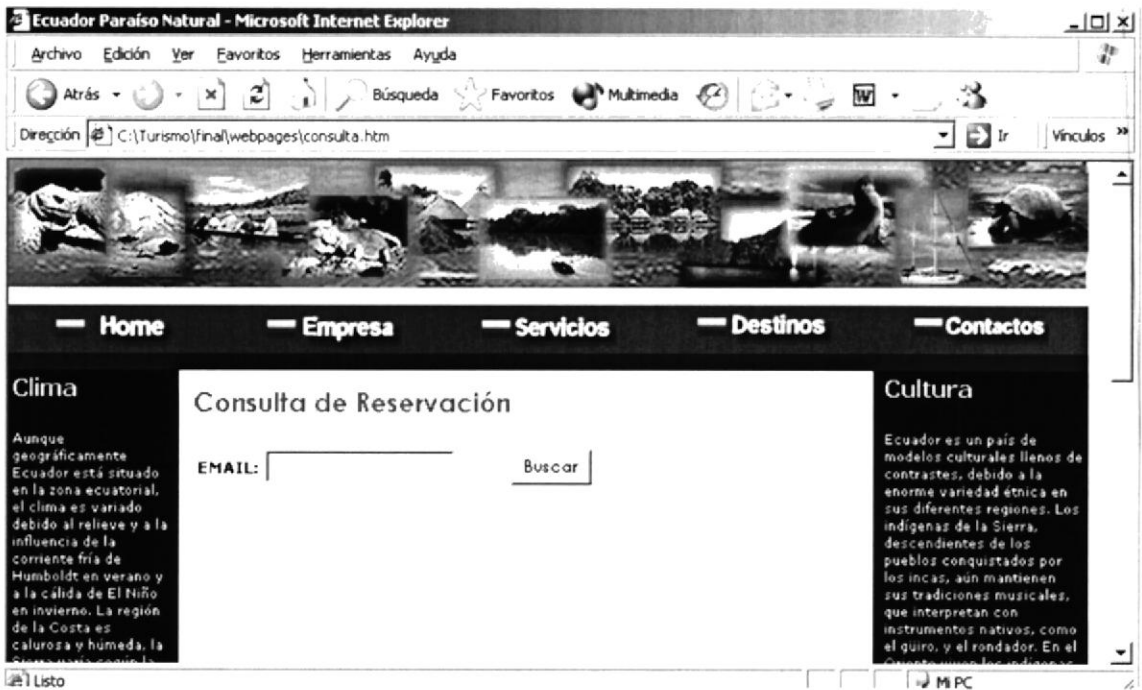 Ecuador Paraíso Natural - Microsoft Internet Explorer
Archivo Edición Ver Favoritos Herramientas Ayuda
Atrás Búsqueda Favoritos Multimedia
Dirección C:\Turismo\final\webpages\consulta.htm Ir Vínculos »
Home Empresa Servicios Destinos Contactos
Clima
Aunque
geográficamente
Ecuador está situado
en la zona ecuatorial,
el clima es variado
debido al relieve y a la
influencia de la
corriente fría de
Humboldt en verano y
a la cálida de El Niño
en invierno. La región
de la Costa es
calurosa y húmeda, la
Consulta de Reservación
EMAIL: Buscar
Cultura
Ecuador es un país de
modelos culturales llenos de
contrastes, debido a la
enorme variedad étnica en
sus diferentes regiones. Los
indígenas de la Sierra,
descendientes de los
pueblos conquistados por
los incas, aún mantienen
sus tradiciones musicales,
que interpretan con
instrumentos nativos, como
el güiro, y el rondador. En el
Listo Mi PC